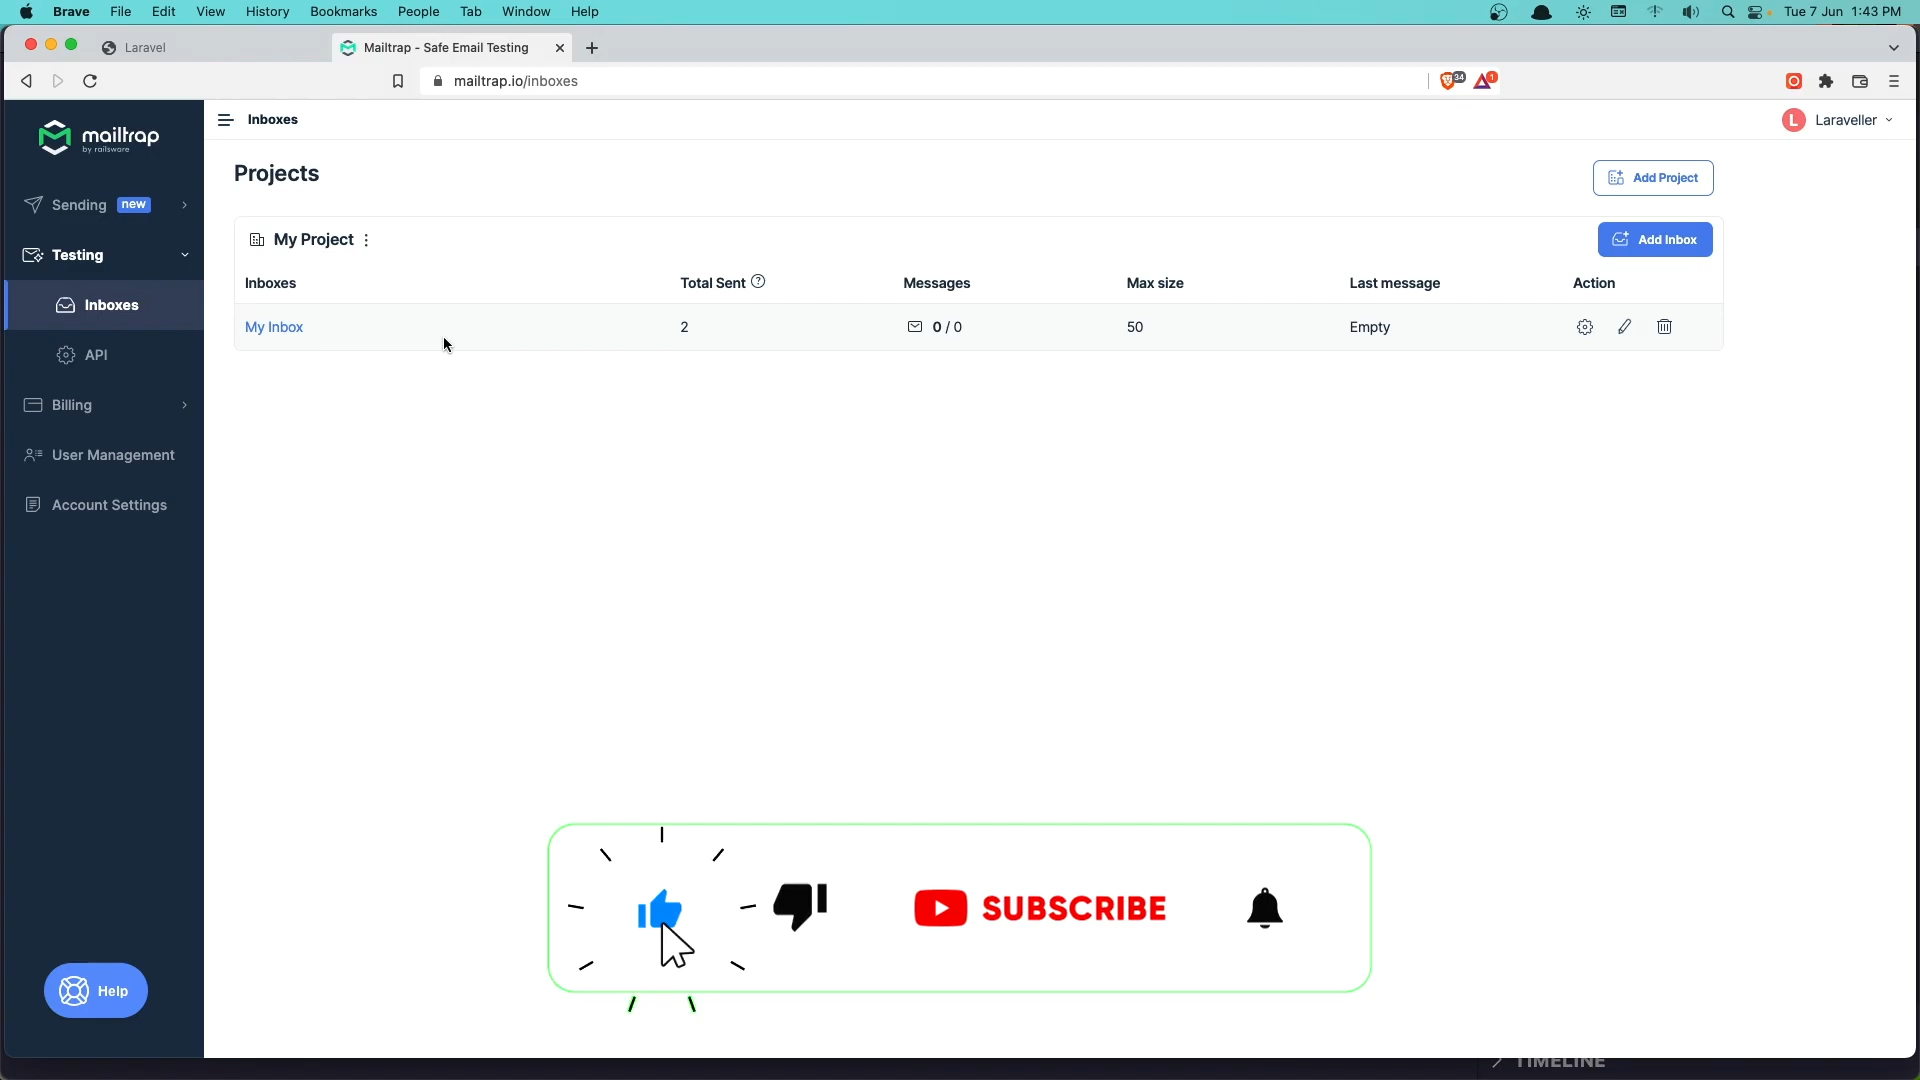 Brave File Edit View History Bookmarks People Tab Window Help
Tue 7 Jun 1:43 PM
Laravel
Mailtrap - Safe Email Testing
mailtrap.io/inboxes
34
1
mailtrap
by railsware
Inboxes
Laraveller
L
Sending new
Testing
Inboxes
API
Billing
User Management
Account Settings
Help
Projects
Add Project
My Project
Add Inbox
Inboxes Total Sent Messages Max size Last message Action
My Inbox 2 0 / 0 50 Empty
SUBSCRIBE
TIMELINE